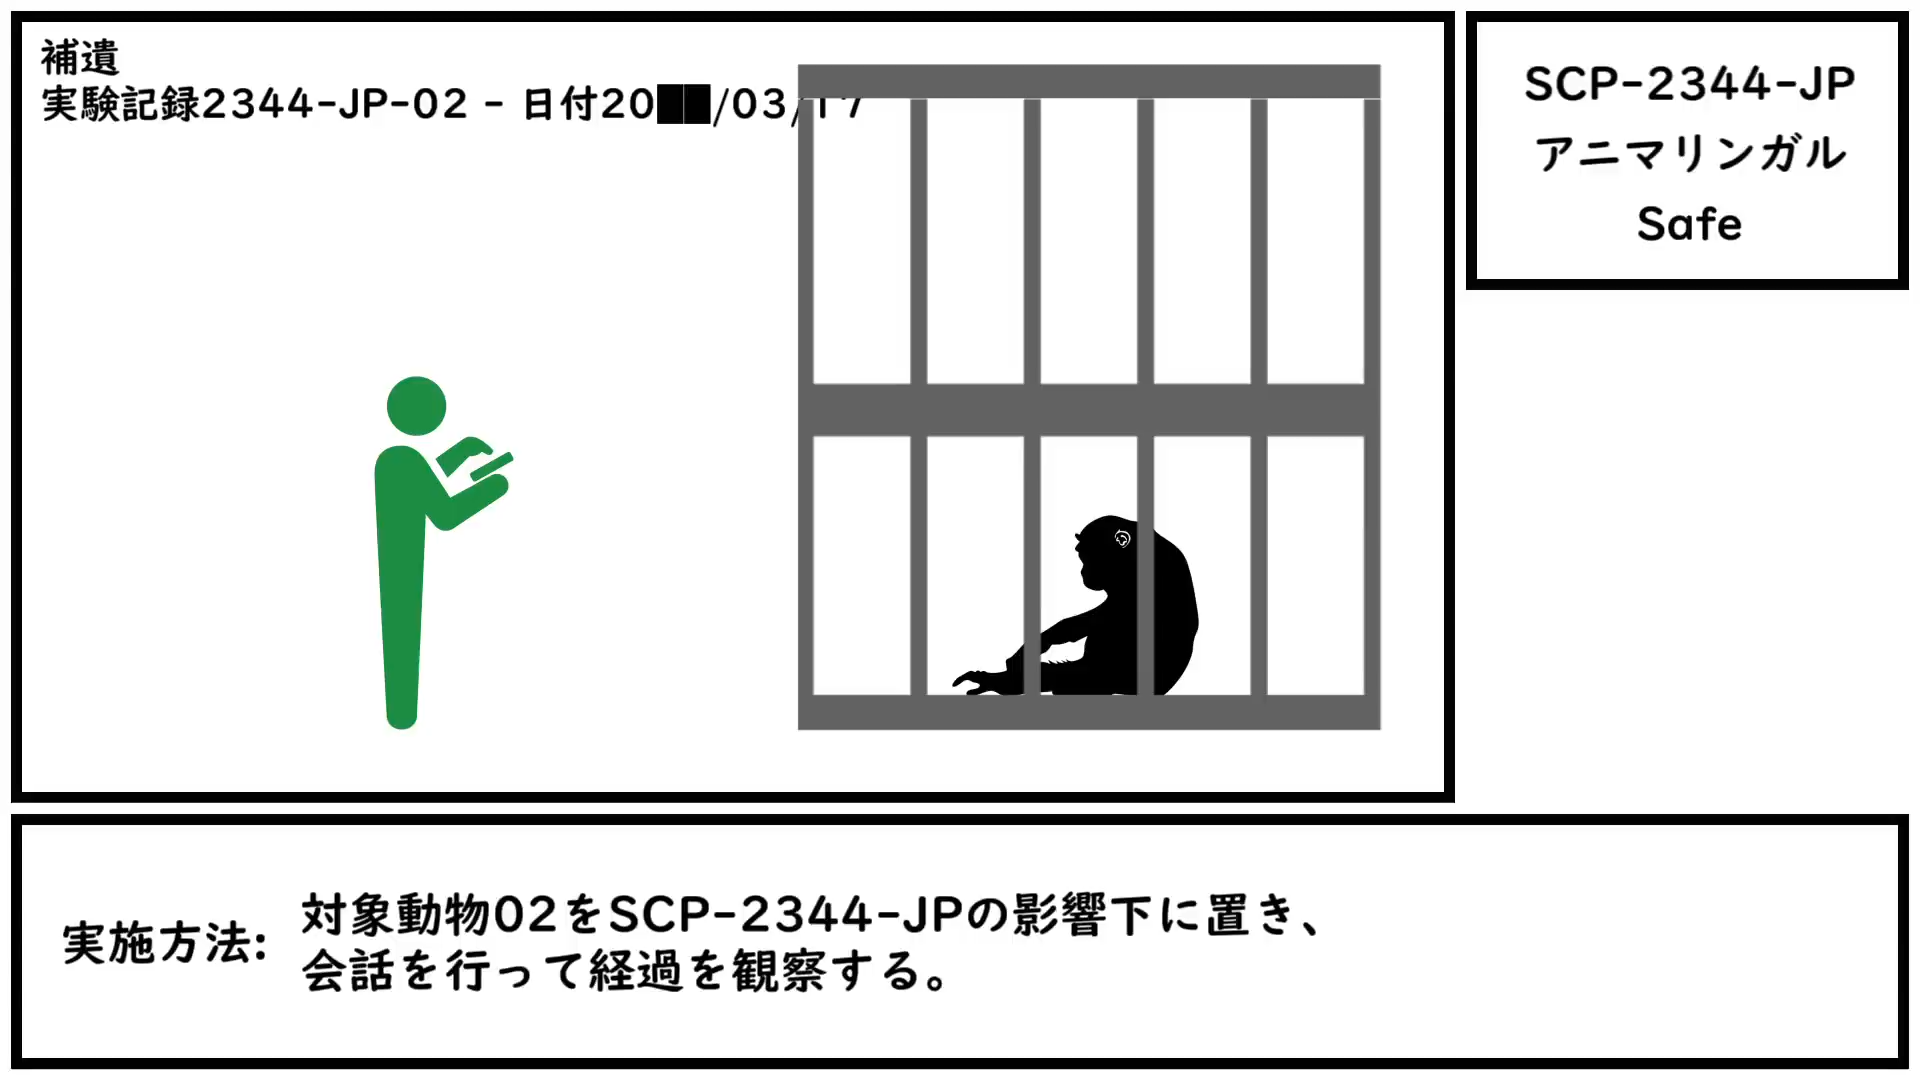 補遺
実験記録2344-JP-02 - 日付20██/03/17
SCP-2344-JP
アニマリンガル
Safe
実施方法:
対象動物02をSCP-2344-JPの影響下に置き、
会話を行って経過を観察する。